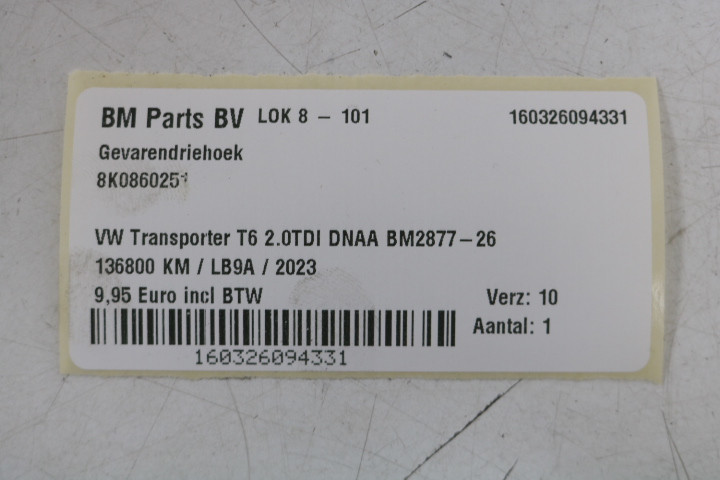 BM Parts BV LOK 8 - 101 160326094331
Gevarendriehoek
8K0860251
VW Transporter T6 2.0TDI DNAA BM2877-26
136800 KM / LB9A / 2023
9,95 Euro incl BTW Verz: 10
Aantal: 1
160326094331